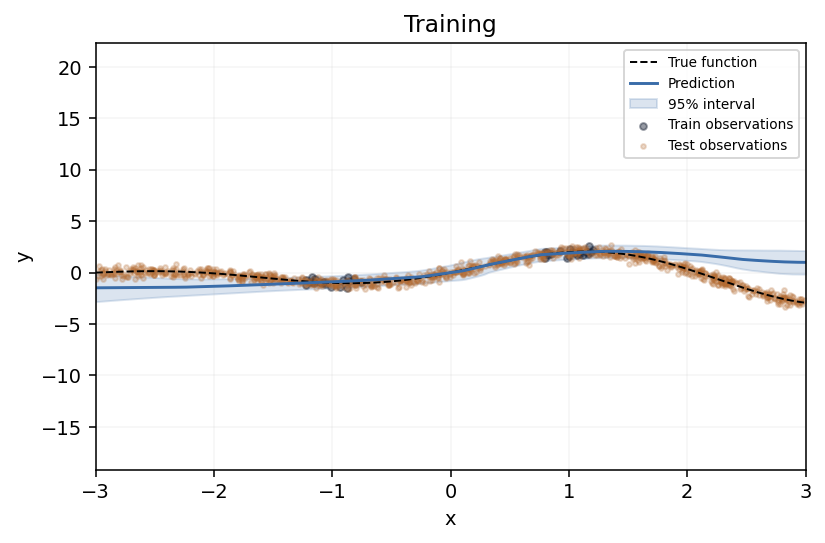 Training
True function
Prediction
95% interval
Train observations
Test observations
20
15
10
5
0
−5
−10
−15
y
−3
−2
−1
0
1
2
3
x